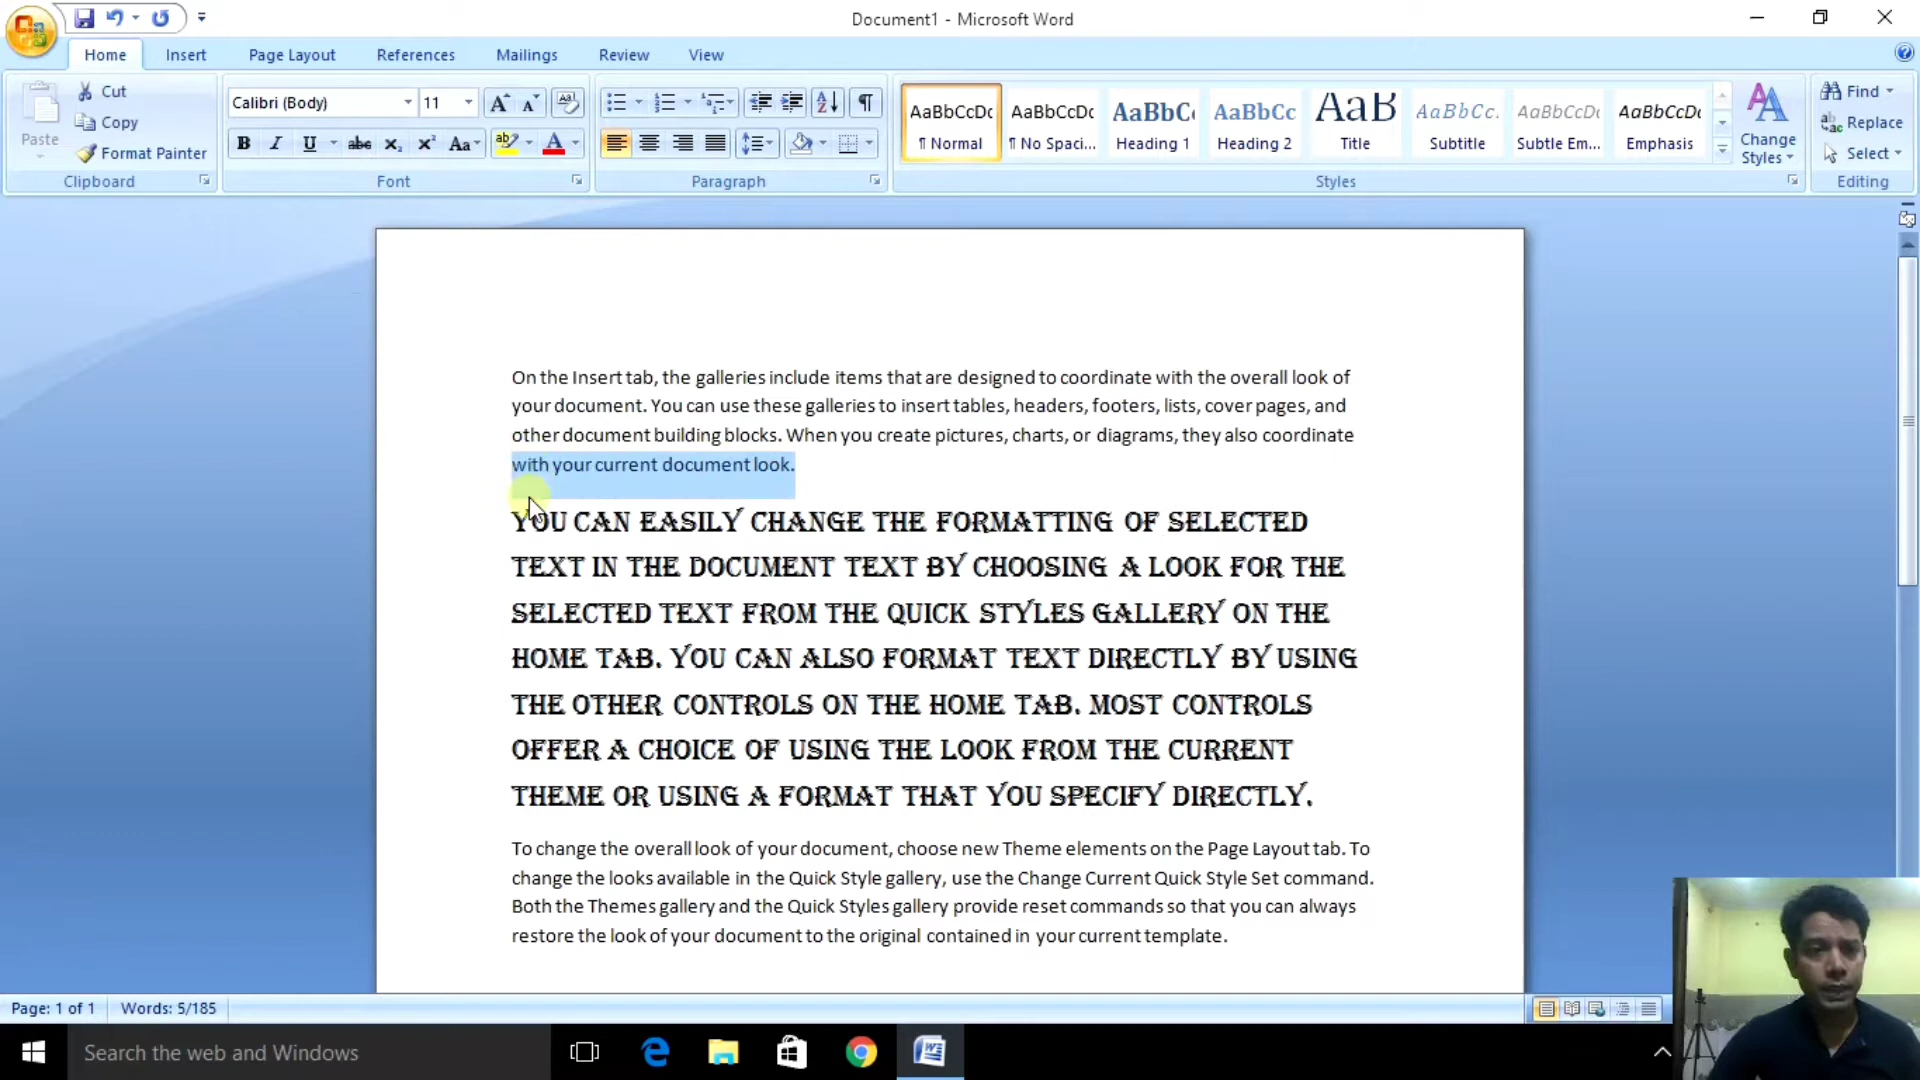 Document1 - Microsoft Word
Home Insert Page Layout References Mailings Review View
Paste
Cut
Copy
Format Painter
Clipboard
Calibri (Body) 11
B I U abc X₂ X² Aa ab A
Font
Paragraph
AaBbCcDc AaBbCcDc AaBbC AaBbCc AaB AaBbCc. AaBbCcDc AaBbCcDc
¶ Normal ¶ No Spaci... Heading 1 Heading 2 Title Subtitle Subtle Em... Emphasis
Change
Styles
Styles
Find
Replace
Select
Editing
On the Insert tab, the galleries include items that are designed to coordinate with the overall look of
your document. You can use these galleries to insert tables, headers, footers, lists, cover pages, and
other document building blocks. When you create pictures, charts, or diagrams, they also coordinate
with your current document look.
YOU CAN EASILY CHANGE THE FORMATTING OF SELECTED
TEXT IN THE DOCUMENT TEXT BY CHOOSING A LOOK FOR THE
SELECTED TEXT FROM THE QUICK STYLES GALLERY ON THE
HOME TAB. YOU CAN ALSO FORMAT TEXT DIRECTLY BY USING
THE OTHER CONTROLS ON THE HOME TAB. MOST CONTROLS
OFFER A CHOICE OF USING THE LOOK FROM THE CURRENT
THEME OR USING A FORMAT THAT YOU SPECIFY DIRECTLY.
To change the overall look of your document, choose new Theme elements on the Page Layout tab. To
change the looks available in the Quick Style gallery, use the Change Current Quick Style Set command.
Both the Themes gallery and the Quick Styles gallery provide reset commands so that you can always
restore the look of your document to the original contained in your current template.
Page: 1 of 1 Words: 5/185
Search the web and Windows